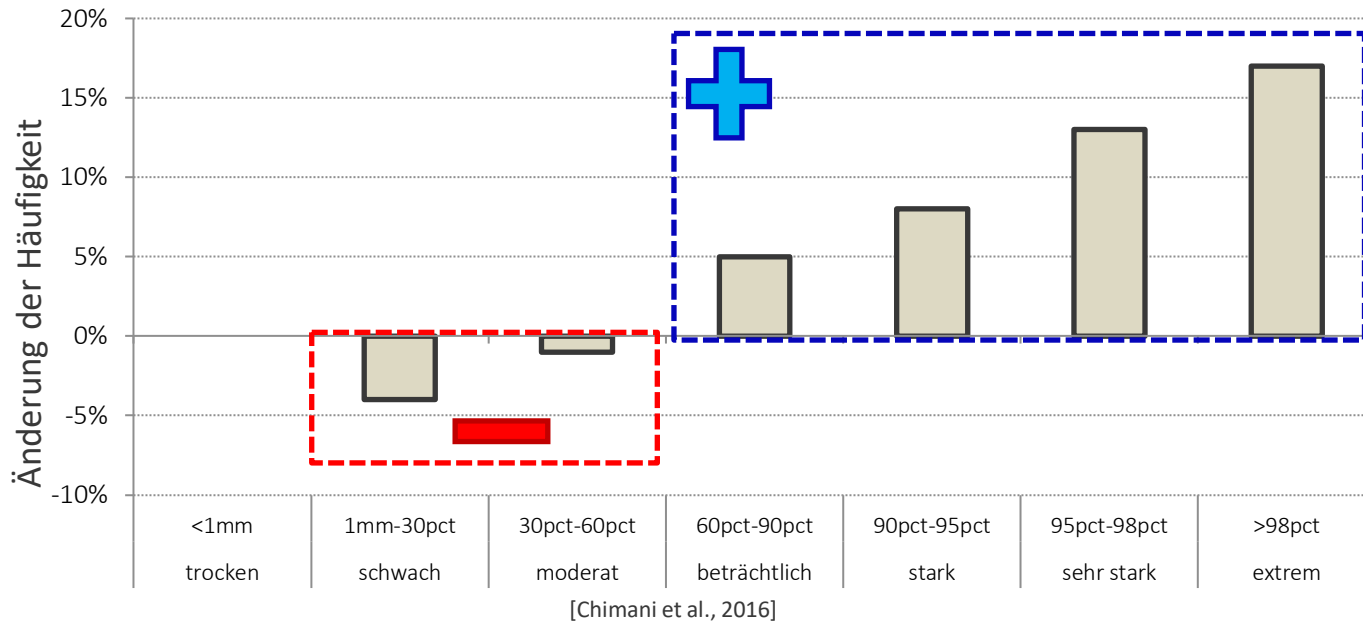 20%
15%
10%
5%
0%
-5%
-10%
Änderung der Häufigkeit
<1mm 1mm-30pct 30pct-60pct 60pct-90pct 90pct-95pct 95pct-98pct >98pct
trocken schwach moderat beträchtlich stark sehr stark extrem
[Chimani et al., 2016]